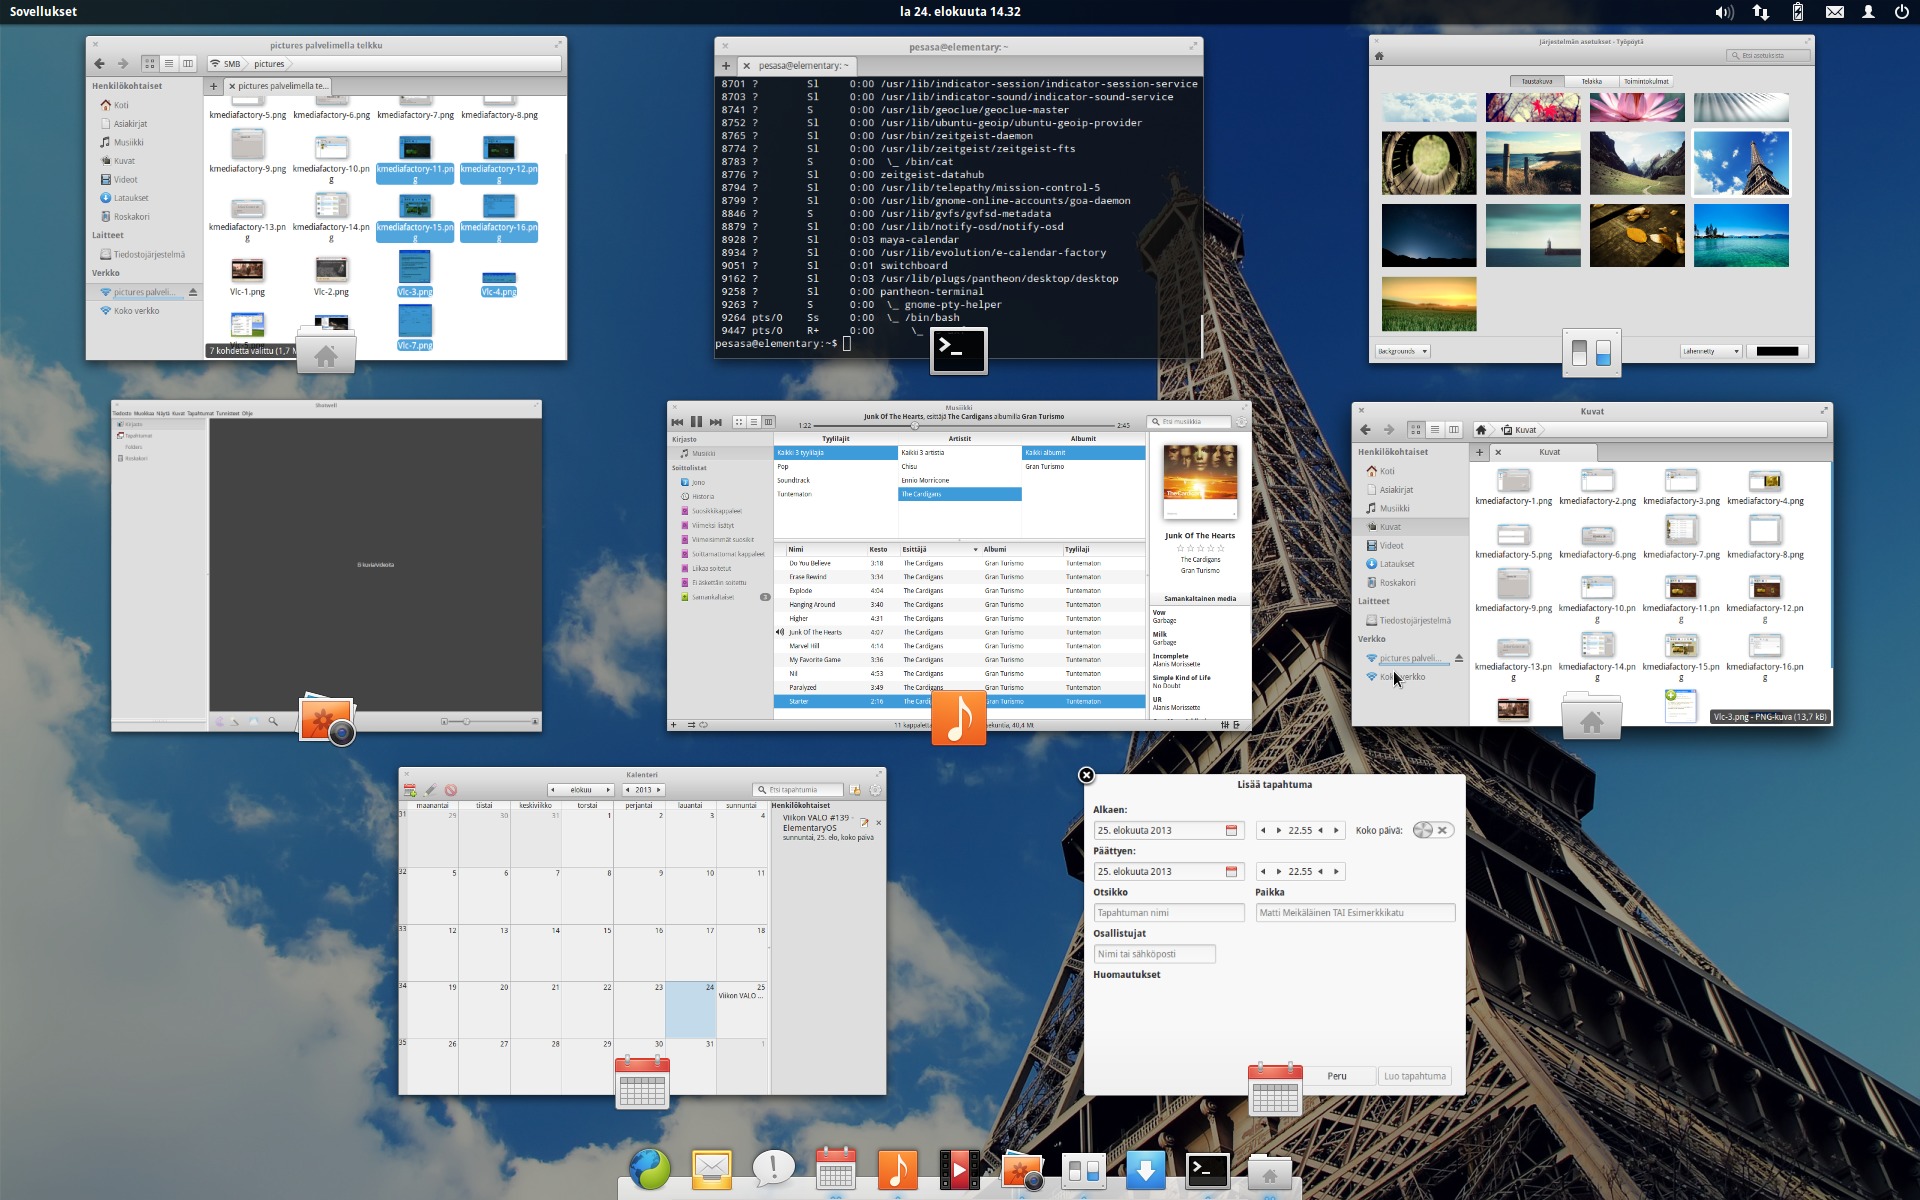 Sovellukset
la 24. elokuuta 14.32
pictures palvelimella telkku
SMB pictures
pictures palvelimella te...
Henkilökohtaiset
Koti
Asiakirjat
Musiikki
Kuvat
Videot
Lataukset
Roskakori
Laitteet
Tiedostojärjestelmä
Verkko
pictures palveli...
Koko verkko
kmediafactory-5.png kmediafactory-6.png kmediafactory-7.png kmediafactory-8.png
kmediafactory-9.png kmediafactory-10.png kmediafactory-11.png kmediafactory-12.png
kmediafactory-13.png kmediafactory-14.png kmediafactory-15.png kmediafactory-16.png
Vlc-1.png Vlc-2.png Vlc-3.png Vlc-4.png
Vlc-7.png
7 kohdetta valittu (1,7 M
pesasa@elementary: ~
pesasa@elementary: ~
8701 ? Sl 0:00 /usr/lib/indicator-session/indicator-session-service
8703 ? Sl 0:00 /usr/lib/indicator-sound/indicator-sound-service
8741 ? Sl 0:00 /usr/lib/geoclue/geoclue-master
8752 ? Sl 0:00 /usr/lib/ubuntu-geoip/ubuntu-geoip-provider
8765 ? Sl 0:00 /usr/bin/zeitgeist-daemon
8774 ? Sl 0:00 /usr/lib/zeitgeist/zeitgeist-fts
8783 ? S 0:00 \_ /bin/cat
8776 ? Sl 0:00 zeitgeist-datahub
8794 ? Sl 0:00 /usr/lib/telepathy/mission-control-5
8799 ? Sl 0:00 /usr/lib/gnome-online-accounts/goa-daemon
8846 ? S 0:00 /usr/lib/gvfs/gvfsd-metadata
8879 ? Sl 0:00 /usr/lib/notify-osd/notify-osd
8928 ? Sl 0:03 maya-calendar
8934 ? Sl 0:00 /usr/lib/evolution/e-calendar-factory
9051 ? Sl 0:01 switchboard
9162 ? Sl 0:03 /usr/lib/plugs/pantheon/desktop/desktop
9258 ? Sl 0:00 pantheon-terminal
9263 ? S 0:00 \_ gnome-pty-helper
9264 pts/0 Ss 0:00 \_ /bin/bash
9447 pts/0 R+ 0:00 \_
pesasa@elementary:~$
Järjestelmän asetukset - Työpöytä
Etsi asetuksista
Taustakuva Telakka Toimintokulmat
Backgrounds
Lähennetty
Shotwell
Tiedosto Muokkaa Näytä Kuvat Tapahtumat Tunnisteet Ohje
Kirjasto
Tapahtumat
Folders
Roskakori
Ei kuvia/videoita
Musiikki
Junk Of The Hearts, esittäjä The Cardigans albumilla Gran Turismo
1:22 2:45
Etsi musiikkia
Kirjasto
Musiikki
Soittolistat
Jono
Historia
Suosikkikappaleet
Viimeksi lisätyt
Viimeisimmät suosikit
Soittamattomat kappaleet
Liikaa soitetut
Ei äskettäin soitettu
Samankaltaiset 3
Tyylilajit Artistit Albumit
Kaikki 3 tyylilajia Kaikki 3 artistia Kaikki albumit
Pop Chisu Gran Turismo
Soundtrack Ennio Morricone
Tuntematon The Cardigans
Nimi Kesto Esittäjä Albumi Tyylilaji
Do You Believe 3:18 The Cardigans Gran Turismo Tuntematon
Erase Rewind 3:34 The Cardigans Gran Turismo Tuntematon
Explode 4:04 The Cardigans Gran Turismo Tuntematon
Hanging Around 3:40 The Cardigans Gran Turismo Tuntematon
Higher 4:31 The Cardigans Gran Turismo Tuntematon
Junk Of The Hearts 4:07 The Cardigans Gran Turismo Tuntematon
Marvel Hill 4:14 The Cardigans Gran Turismo Tuntematon
My Favorite Game 3:36 The Cardigans Gran Turismo Tuntematon
Nil 4:53 The Cardigans Gran Turismo Tuntematon
Paralyzed 3:49 The Cardigans Gran Turismo Tuntematon
Starter 2:16 Gran Turismo Tuntematon
Junk Of The Hearts
The Cardigans
Gran Turismo
Samankaltainen media
Vow
Garbage
Milk
Garbage
Incomplete
Alanis Morissette
Simple Kind of Life
No Doubt
UR
Alanis Morissette
Kuvat
Kuvat
Kuvat
Henkilökohtaiset
Koti
Asiakirjat
Musiikki
Kuvat
Videot
Lataukset
Roskakori
Laitteet
Tiedostojärjestelmä
Verkko
pictures palveli...
Koko verkko
kmediafactory-1.png kmediafactory-2.png kmediafactory-3.png kmediafactory-4.png
kmediafactory-5.png kmediafactory-6.png kmediafactory-7.png kmediafactory-8.png
kmediafactory-9.png kmediafactory-10.png kmediafactory-11.png kmediafactory-12.png
kmediafactory-13.png kmediafactory-14.png kmediafactory-15.png kmediafactory-16.png
Vlc-3.png - PNG-kuva (13,7 kB)
Kalenteri
elokuu 2013
Etsi tapahtumia
maanantai tiistai keskiviikko torstai perjantai lauantai sunnuntai
31 29 30 31 1 2 3 4
32 5 6 7 8 9 10 11
33 12 13 14 15 16 17 18
34 19 20 21 22 23 24 25
Viikon VALO ...
35 26 27 28 29 30 31 1
Henkilökohtaiset
Viikon VALO #139 -
ElementaryOS
sunnuntai, 25. elo, koko päivä
Lisää tapahtuma
Alkaen:
25. elokuuta 2013 22.55 Koko päivä:
Päättyen:
25. elokuuta 2013 22.55
Otsikko Paikka
Tapahtuman nimi Matti Meikäläinen TAI Esimerkkikatu
Osallistujat
Nimi tai sähköposti
Huomautukset
Peru Luo tapahtuma